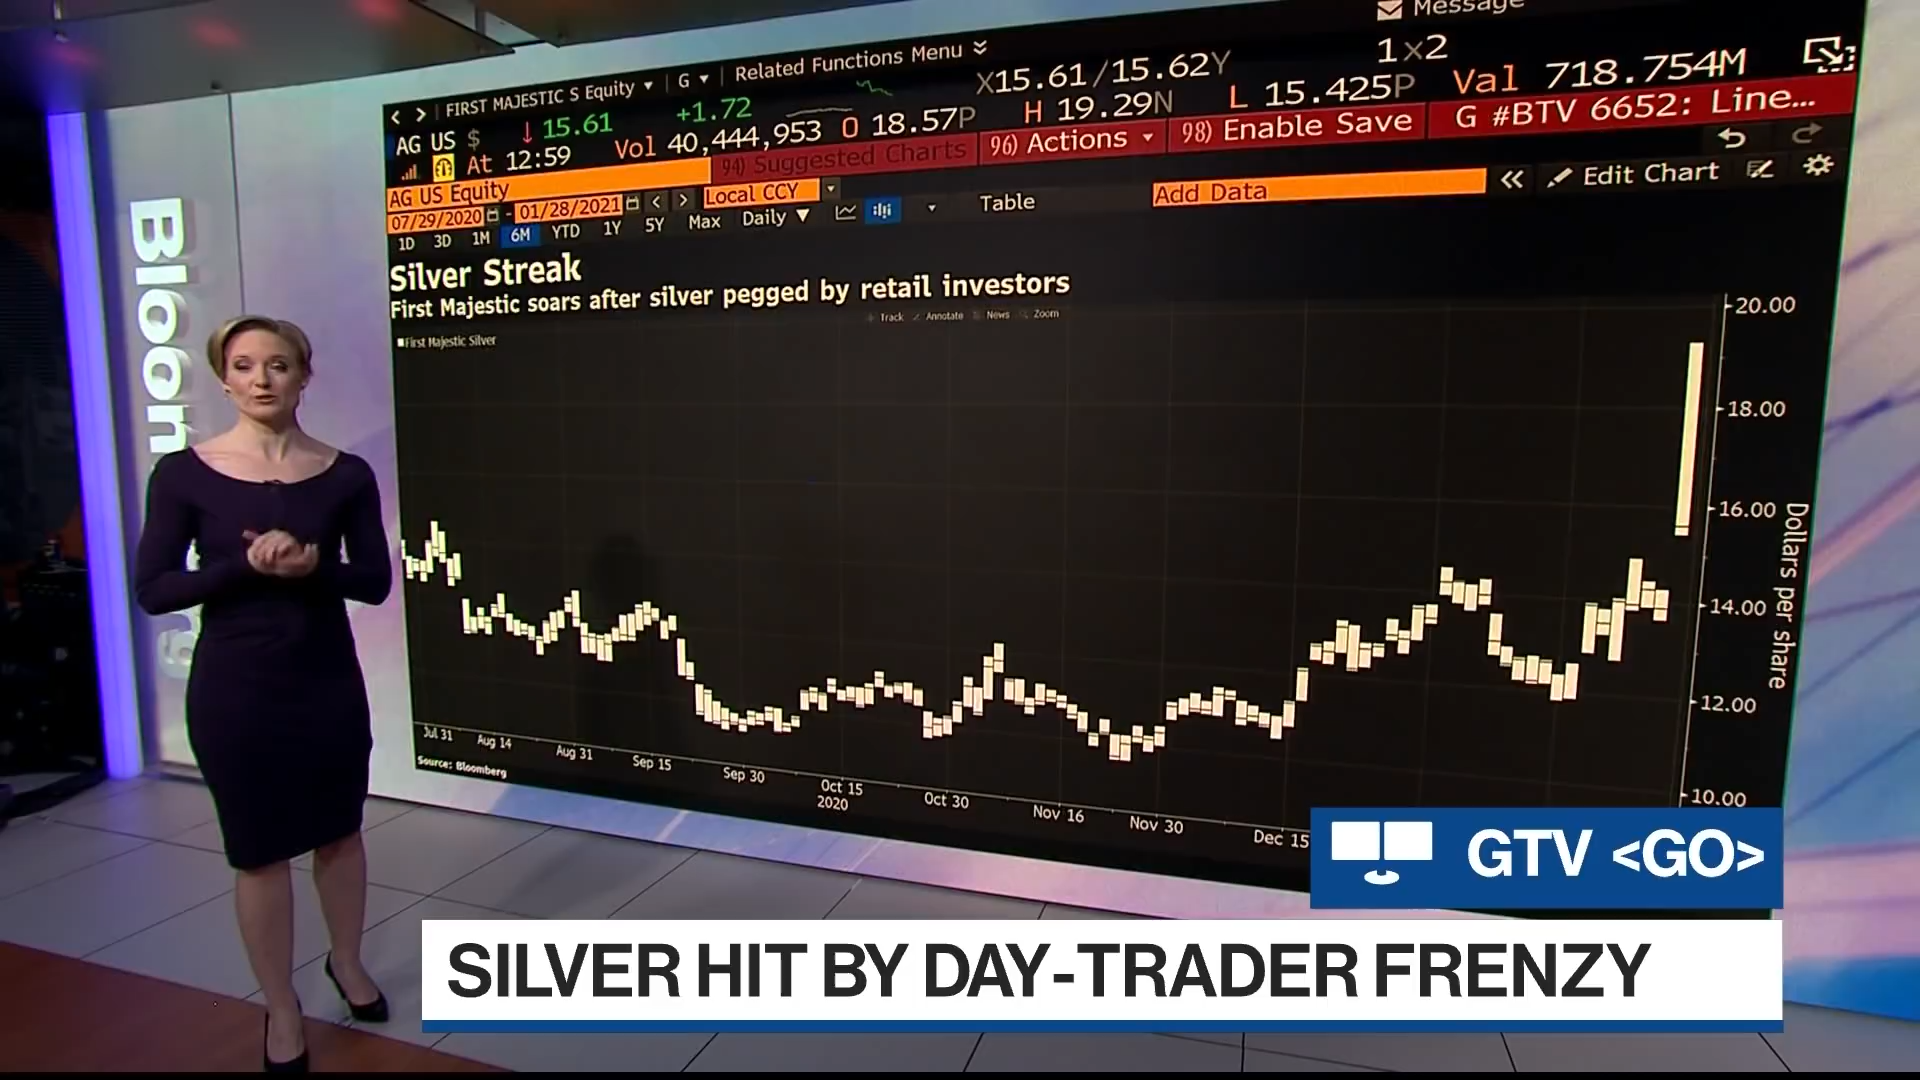 Message
< > FIRST MAJESTIC S Equity ▾ | G ▾ | Related Functions Menu
X15.61/15.62Y
1x2
AG US $ ↓ 15.61 +1.72
Vol 40,444,953 O 18.57P H 19.29N L 15.425P Val 718.754M
At 12:59
94) Suggested Charts 96) Actions ▾ 98) Enable Save G #BTV 6652: Line...
AG US Equity
07/29/2020 - 01/28/2021 < > Local CCY
Add Data « Edit Chart
1D 3D 1M 6M YTD 1Y 5Y Max Daily ▼ Table
Silver Streak
First Majestic soars after silver pegged by retail investors
Track Annotate News Zoom
First Majestic Silver
20.00
18.00
16.00
14.00
12.00
10.00
Dollars per share
Jul 31 Aug 14 Aug 31 Sep 15 Sep 30 Oct 15 Oct 30 Nov 16 Nov 30 Dec 15
2020
Source: Bloomberg
Bloom
rg
GTV <GO>
SILVER HIT BY DAY-TRADER FRENZY